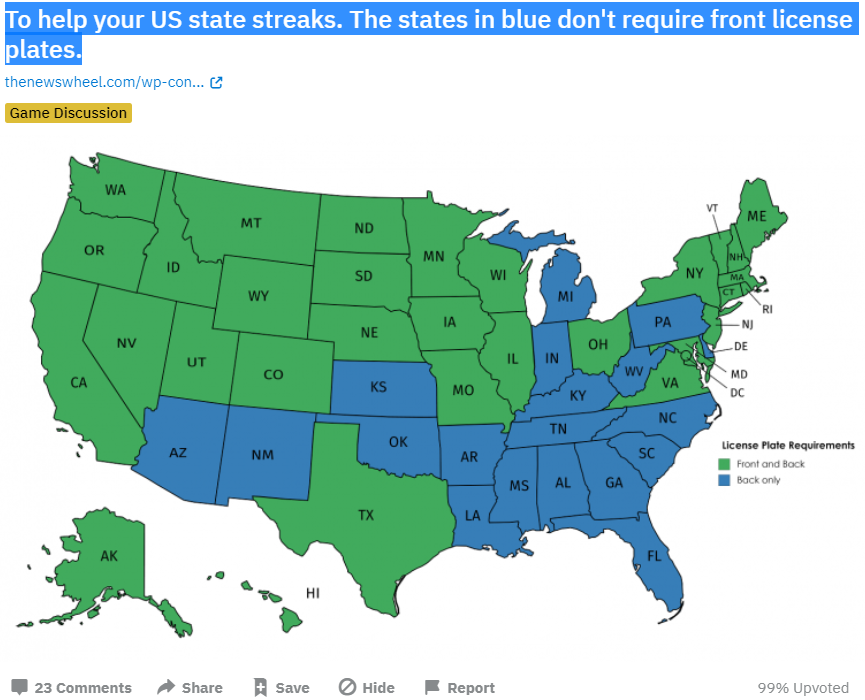 To help your US state streaks. The states in blue don't require front license
plates.
thenewswheel.com/wp-con...
Game Discussion
WA
MT
ND
MN
VT
ME
OR
ID
SD
WI
NY
NH
MA
CT
RI
WY
MI
NV
NE
IA
PA
NJ
UT
CO
IL
IN
OH
DE
CA
KS
MO
WV
VA
MD
KY
DC
AZ
NM
OK
AR
TN
NC
SC
License Plate Requirements
Front and Back
Back only
MS
AL
GA
TX
LA
AK
FL
HI
23 Comments
Share
Save
Hide
Report
99% Upvoted